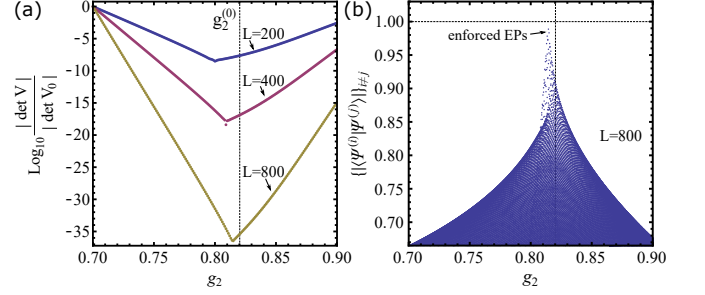 (a)
g₂⁽⁰⁾
L=200
L=400
L=800
Log₁₀ | det V | / | det V₀ |
0
-5
-10
-15
-20
-25
-30
-35
0.70 0.75 0.80 0.85 0.90
g₂
(b)
enforced EPs
L=800
{|⟨Ψ⁽ⁱ⁾|Ψ⁽ʲ⁾⟩|}ᵢ≠ⱼ
1.00
0.95
0.90
0.85
0.80
0.75
0.70
0.70 0.75 0.80 0.85 0.90
g₂